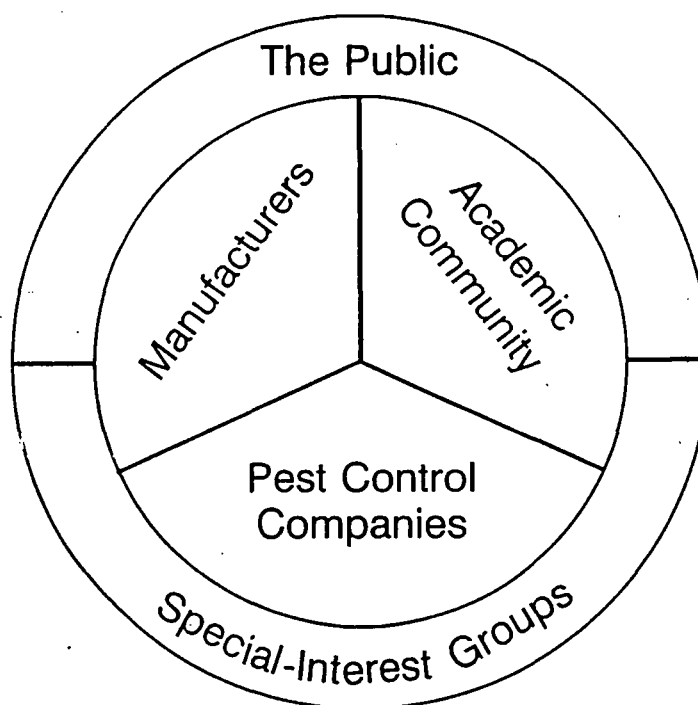 The Public
Manufacturers
Academic
Community
Pest Control
Companies
Special-Interest Groups